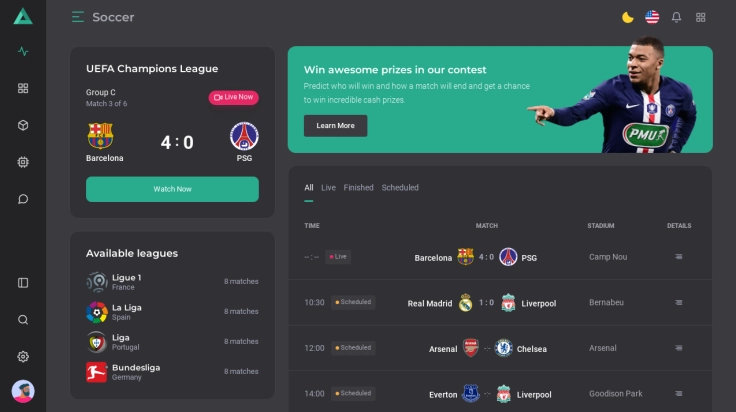 Soccer
UEFA Champions League
Group C
Match 3 of 6
Live Now
4 : 0
Barcelona
PSG
Watch Now
Available leagues
Ligue 1
France
8 matches
La Liga
Spain
8 matches
Liga
Portugal
8 matches
Bundesliga
Germany
8 matches
Win awesome prizes in our contest
Predict who will win and how a match will end and get a chance
to win incredible cash prizes.
Learn More
PMU
All Live Finished Scheduled
TIME MATCH STADIUM DETAILS
-- : -- Live Barcelona 4 : 0 PSG Camp Nou
10:30 Scheduled Real Madrid 1 : 0 Liverpool Bernabeu
12:00 Scheduled Arsenal - : - Chelsea Arsenal
14:00 Scheduled Everton - : - Liverpool Goodison Park